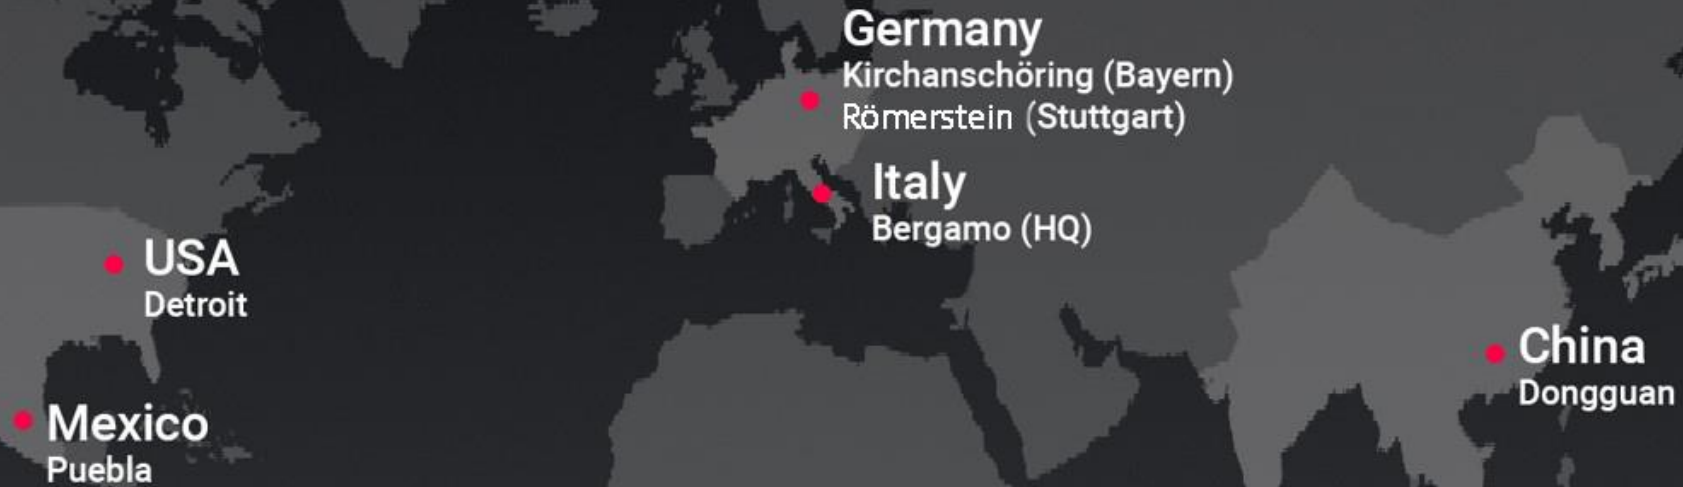 Germany
Kirchanschöring (Bayern)
Römerstein (Stuttgart)
Italy
Bergamo (HQ)
USA
Detroit
China
Dongguan
Mexico
Puebla